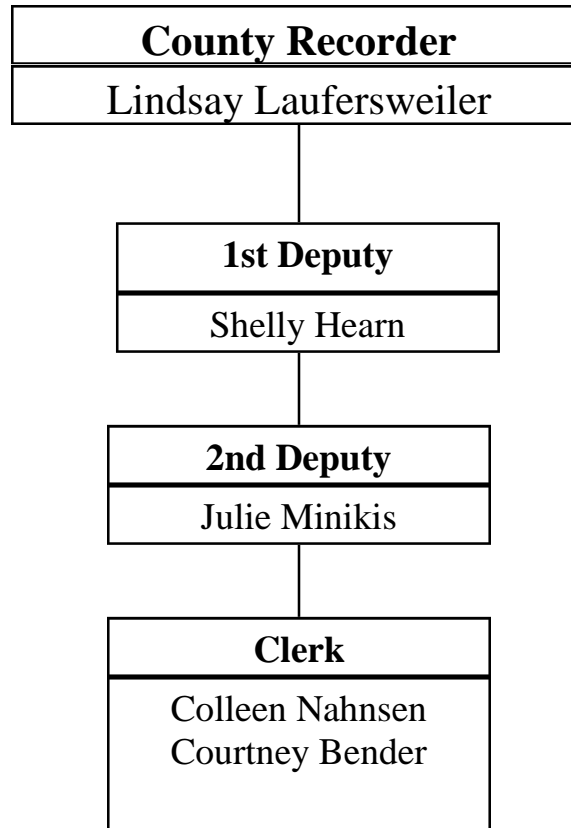 County Recorder
Lindsay Laufersweiler
1st Deputy
Shelly Hearn
2nd Deputy
Julie Minikis
Clerk
Colleen Nahnsen
Courtney Bender